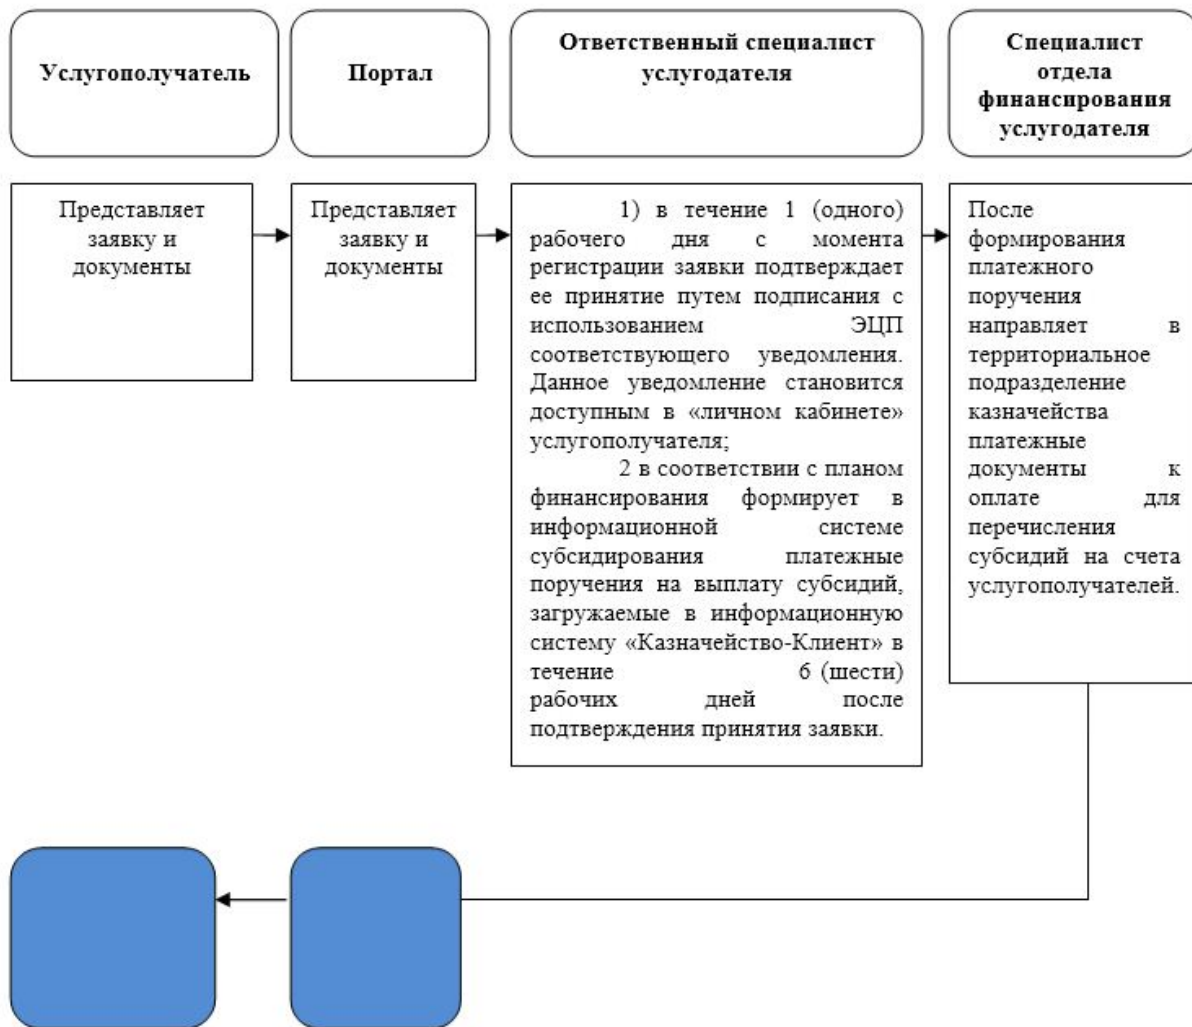 Услугополучатель
Портал
Ответственный специалист
услугодателя
Специалист
отдела
финансирования
услугодателя
Представляет
заявку и
документы
Представляет
заявку и
документы
1) в течение 1 (одного)
рабочего дня с момента
регистрации заявки подтверждает
ее принятие путем подписания с
использованием ЭЦП
соответствующего уведомления.
Данное уведомление становится
доступным в «личном кабинете»
услугополучателя;
2 в соответствии с планом
финансирования формирует в
информационной системе
субсидирования платежные
поручения на выплату субсидий,
загружаемые в информационную
систему «Казначейство-Клиент» в
течение 6 (шести)
рабочих дней после
подтверждения принятия заявки.
После
формирования
платежного
поручения
направляет в
территориальное
подразделение
казначейства
платежные
документы к
оплате для
перечисления
субсидий на счета
услугополучателей.